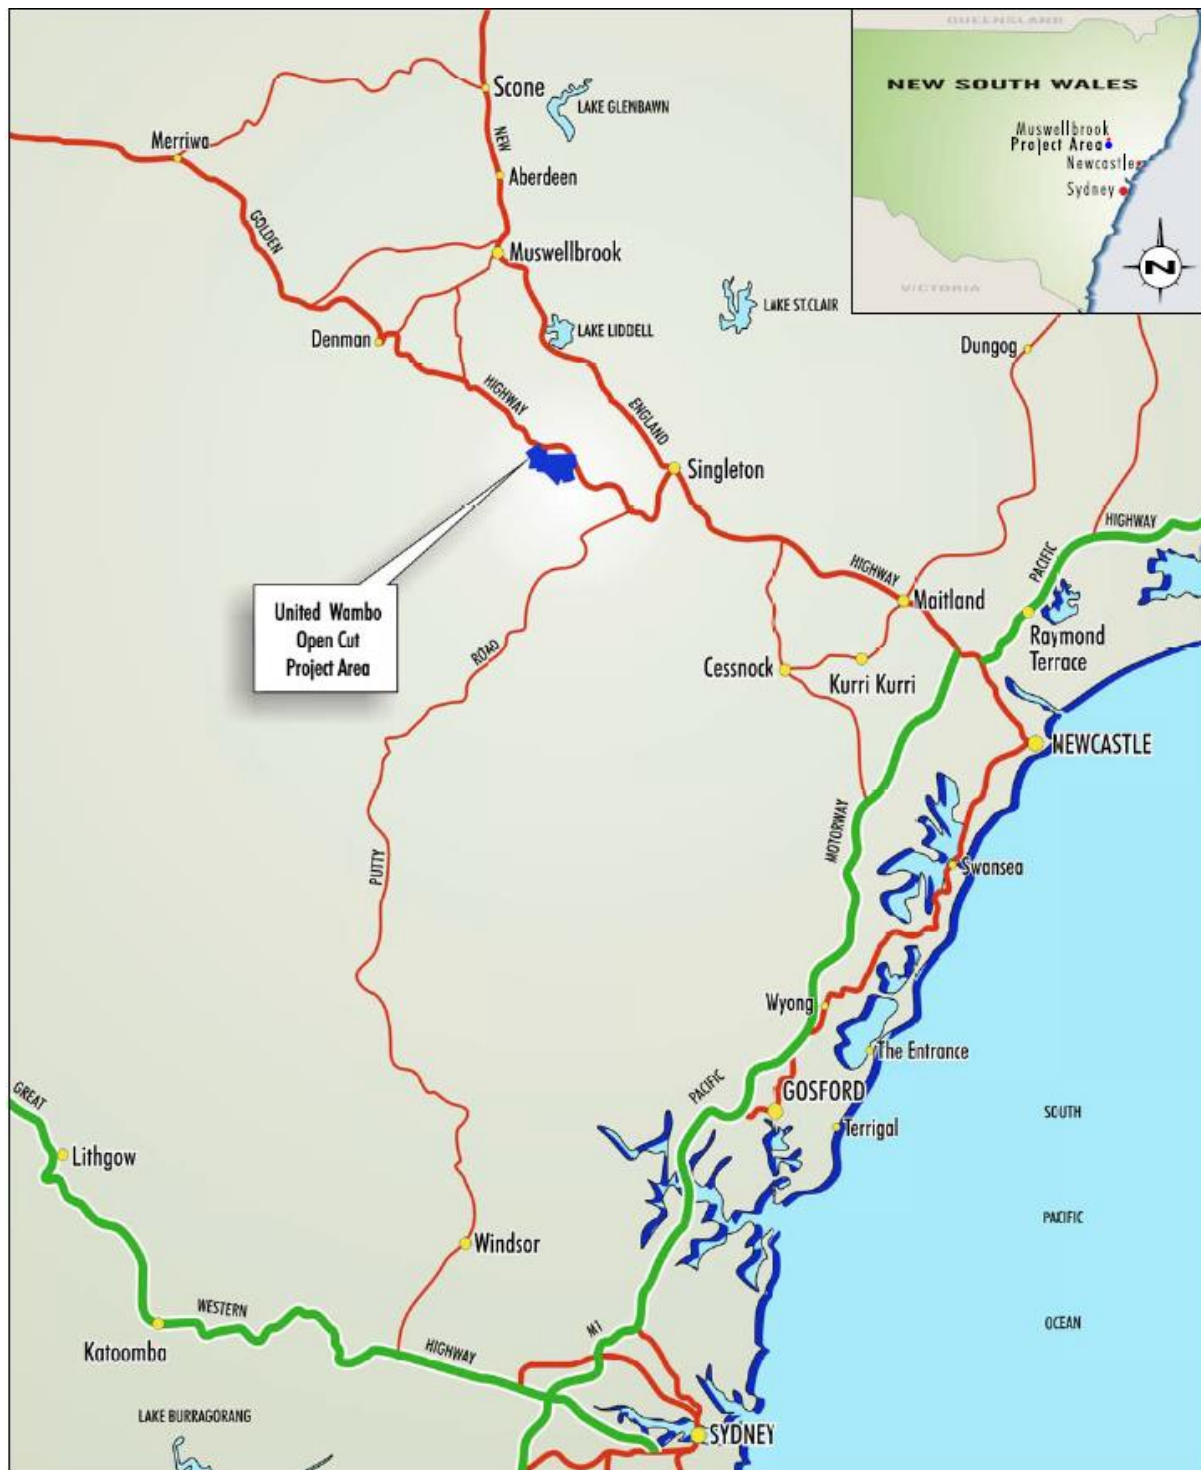 QUEENSLAND
NEW SOUTH WALES
Muswellbrook
Project Area
Newcastle
Sydney
VICTORIA
N
Scone
LAKE GLENBAWN
NEW
Merriwa
Aberdeen
GOLDEN
Muswellbrook
LAKE ST.CLAIR
LAKE LIDDELL
Denman
Dungog
HIGHWAY
ENGLAND
Singleton
HIGHWAY
PACIFIC
HIGHWAY
United Wambo
Open Cut
Project Area
Maitland
Raymond
Terrace
ROAD
Cessnock
Kurri Kurri
NEWCASTLE
MOTORWAY
PUTTY
Swansea
Wyong
The Entrance
PACIFIC
GOSFORD
GREAT
SOUTH
Terrigal
Lithgow
PACIFIC
Windsor
WESTERN
OCEAN
M1
HIGHWAY
Katoomba
LAKE BURRAGORANG
SYDNEY